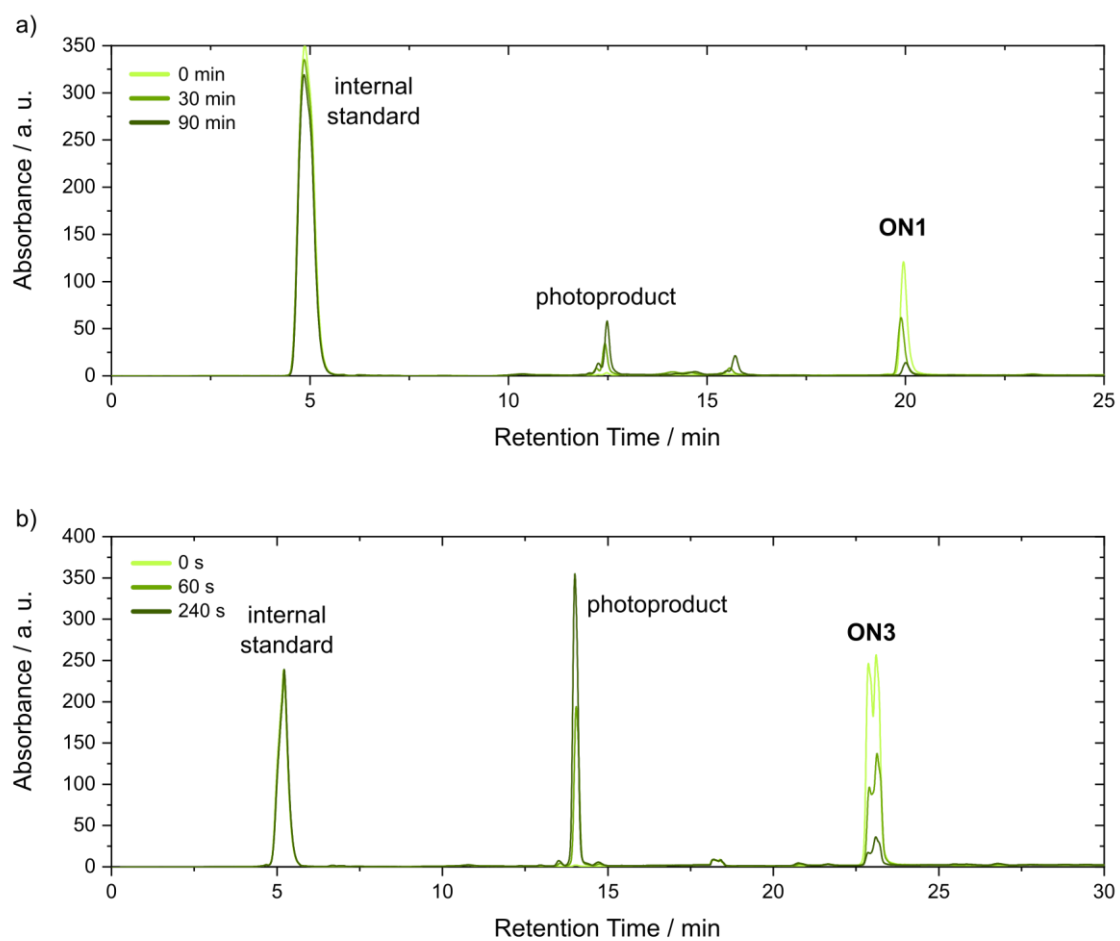 a)
350
300
250
200
150
100
50
0
Absorbance / a. u.
0 min
30 min
90 min
internal
standard
photoproduct
ON1
0
5
10
15
20
25
Retention Time / min
b)
400
350
300
250
200
150
100
50
0
Absorbance / a. u.
0 s
60 s
240 s
internal
standard
photoproduct
ON3
0
5
10
15
20
25
30
Retention Time / min